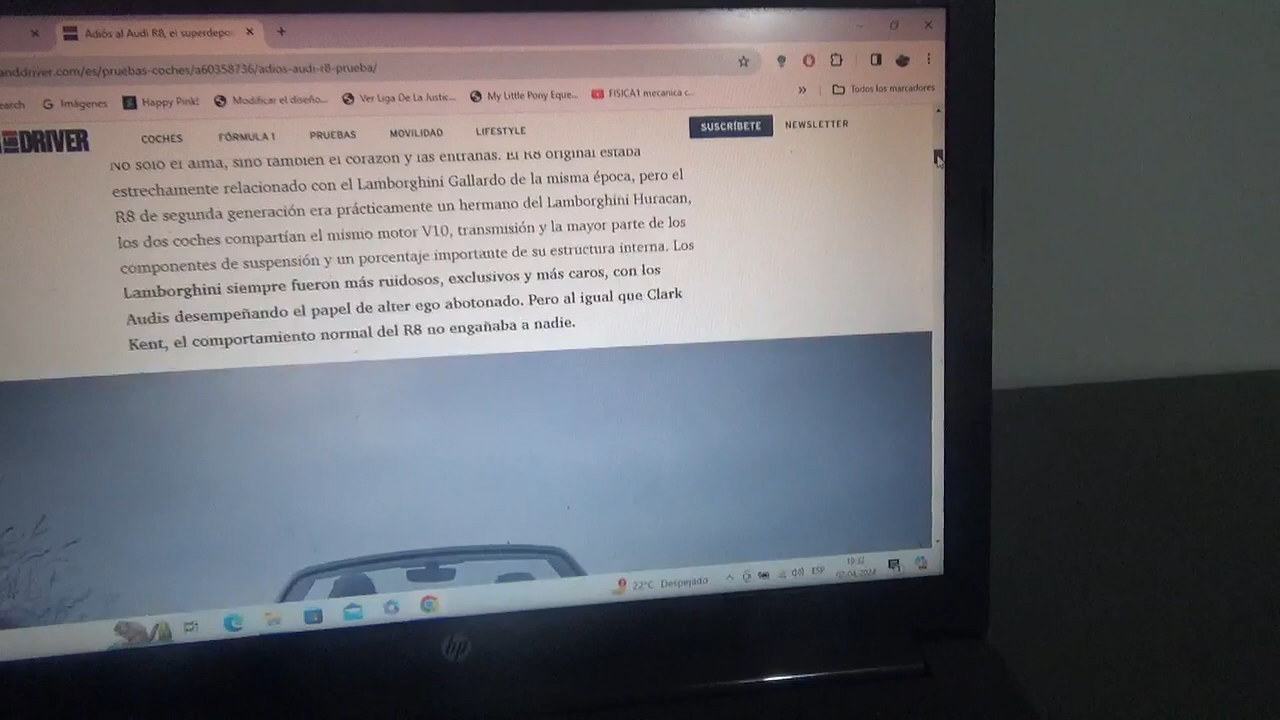 Adiós al Audi R8, el superdepo
anddriver.com/es/pruebas-coches/a60358736/adios-audi-r8-prueba/
earch Imágenes Happy Pink! Modificar el diseño... Ver Liga De La Justic... My Little Pony Eque... FISICA1 mecanica c... » Todos los marcadores
DRIVER COCHES FÓRMULA 1 PRUEBAS MOVILIDAD LIFESTYLE SUSCRÍBETE NEWSLETTER
No solo el alma, sino también el corazón y las entrañas. El R8 original estaba
estrechamente relacionado con el Lamborghini Gallardo de la misma época, pero el
R8 de segunda generación era prácticamente un hermano del Lamborghini Huracan,
los dos coches compartían el mismo motor V10, transmisión y la mayor parte de los
componentes de suspensión y un porcentaje importante de su estructura interna. Los
Lamborghini siempre fueron más ruidosos, exclusivos y más caros, con los
Audis desempeñando el papel de alter ego abotonado. Pero al igual que Clark
Kent, el comportamiento normal del R8 no engañaba a nadie.
22°C Despejado ESP
hp